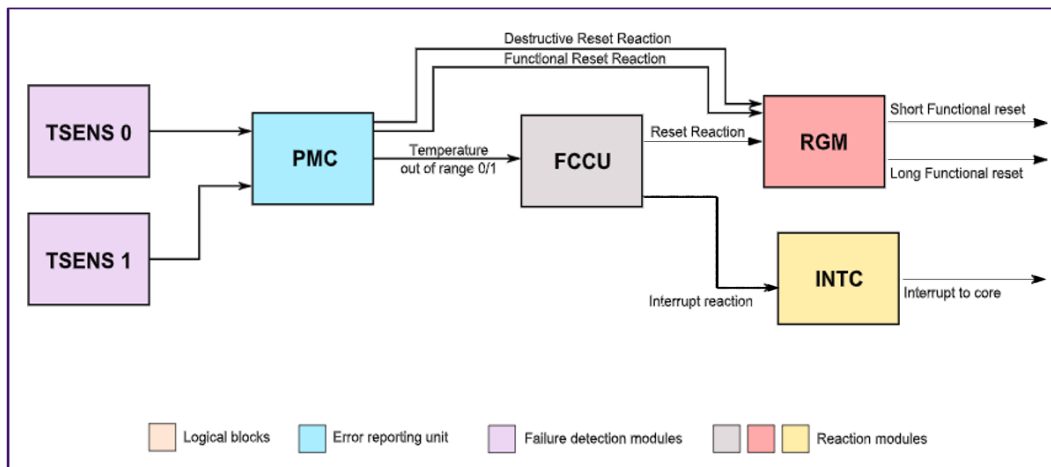 Destructive Reset Reaction
Functional Reset Reaction
TSENS 0
PMC
Temperature
out of range 0/1
FCCU
Reset Reaction
RGM
Short Functional reset
Long Functional reset
TSENS 1
Interrupt reaction
INTC
Interrupt to core
Logical blocks
Error reporting unit
Failure detection modules
Reaction modules